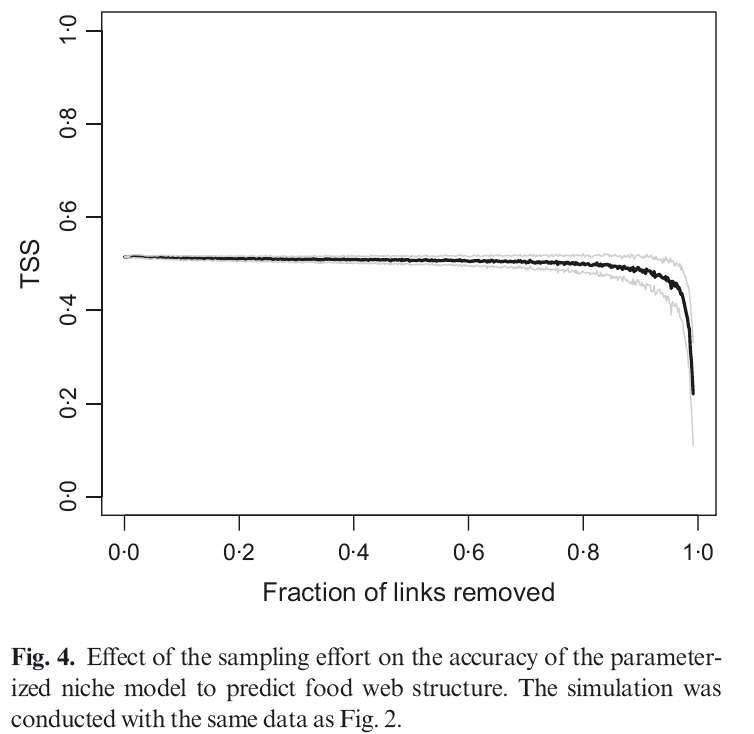 1·0
0·8
0·6
0·4
0·2
0·0
TSS
0·0 0·2 0·4 0·6 0·8 1·0
Fraction of links removed
Fig. 4. Effect of the sampling effort on the accuracy of the parameter-
ized niche model to predict food web structure. The simulation was
conducted with the same data as Fig. 2.